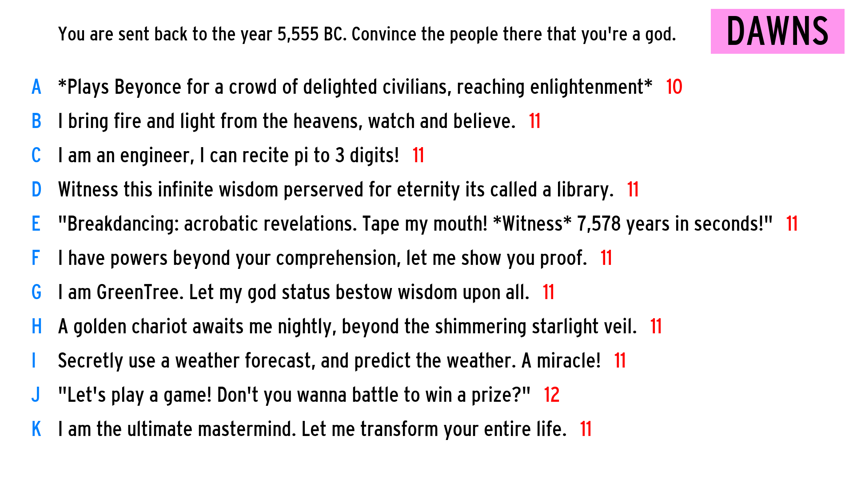 You are sent back to the year 5,555 BC. Convince the people there that you're a god.
DAWNS
A *Plays Beyonce for a crowd of delighted civilians, reaching enlightenment* 10
B I bring fire and light from the heavens, watch and believe. 11
C I am an engineer, I can recite pi to 3 digits! 11
D Witness this infinite wisdom perserved for eternity its called a library. 11
E "Breakdancing: acrobatic revelations. Tape my mouth! *Witness* 7,578 years in seconds!" 11
F I have powers beyond your comprehension, let me show you proof. 11
G I am GreenTree. Let my god status bestow wisdom upon all. 11
H A golden chariot awaits me nightly, beyond the shimmering starlight veil. 11
I Secretly use a weather forecast, and predict the weather. A miracle! 11
J "Let's play a game! Don't you wanna battle to win a prize?" 12
K I am the ultimate mastermind. Let me transform your entire life. 11